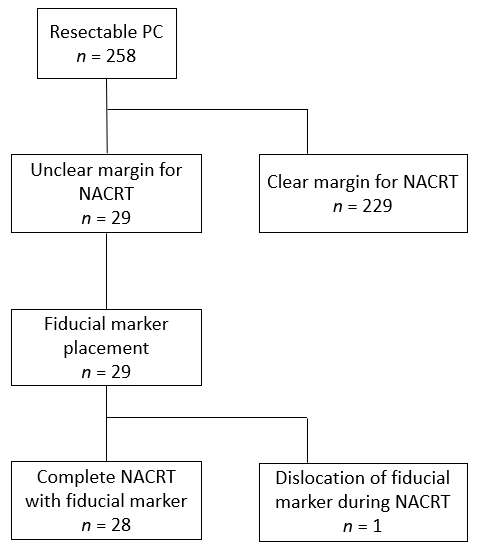 Resectable PC
n = 258
Unclear margin for
NACRT
n = 29
Clear margin for NACRT
n = 229
Fiducial marker
placement
n = 29
Complete NACRT
with fiducial marker
n = 28
Dislocation of fiducial
marker during NACRT
n = 1